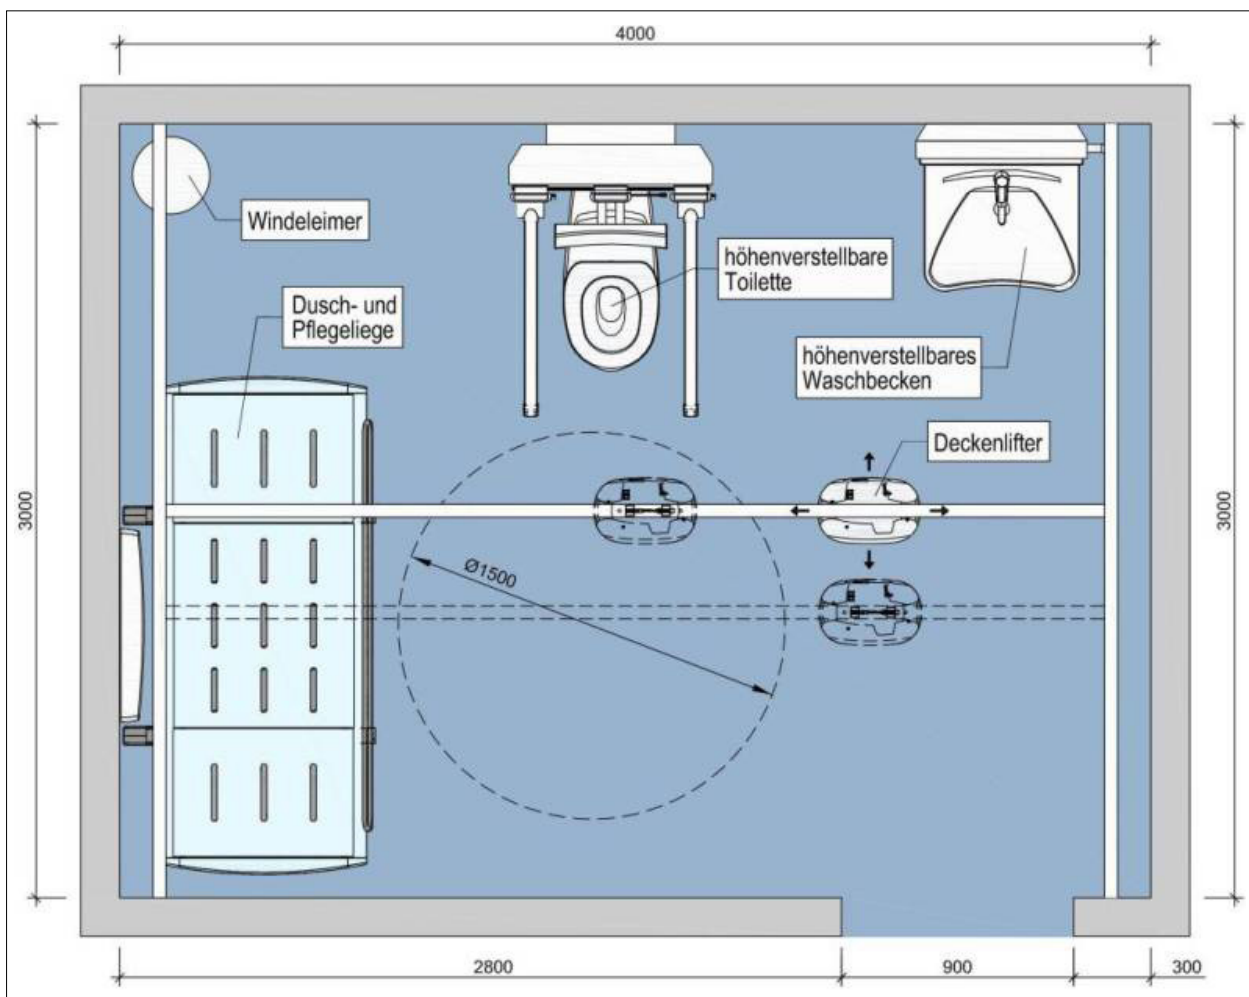 4000
Windeleimer
höhenverstellbare
Toilette
Dusch- und
Pflegeliege
höhenverstellbares
Waschbecken
Deckenlifter
3000
3000
Ø1500
2800
900
300